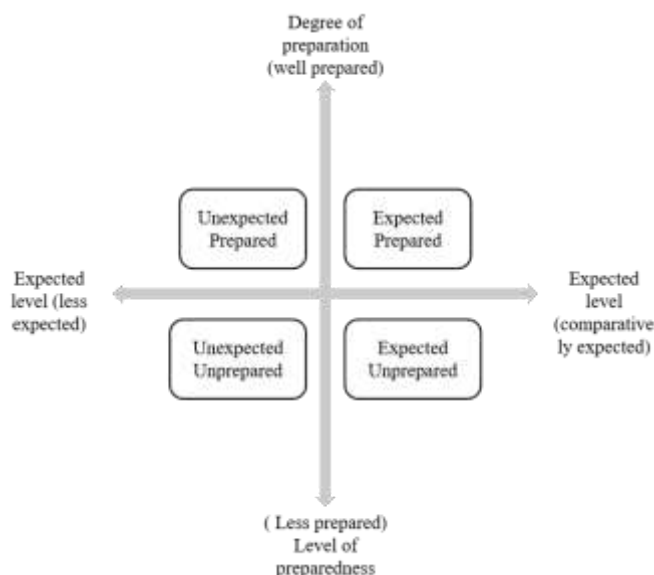 Degree of
preparation
(well prepared)
Unexpected
Prepared
Expected
Prepared
Expected
level (less
expected)
Expected
level
(comparative
ly expected)
Unexpected
Unprepared
Expected
Unprepared
( Less prepared)
Level of
preparedness